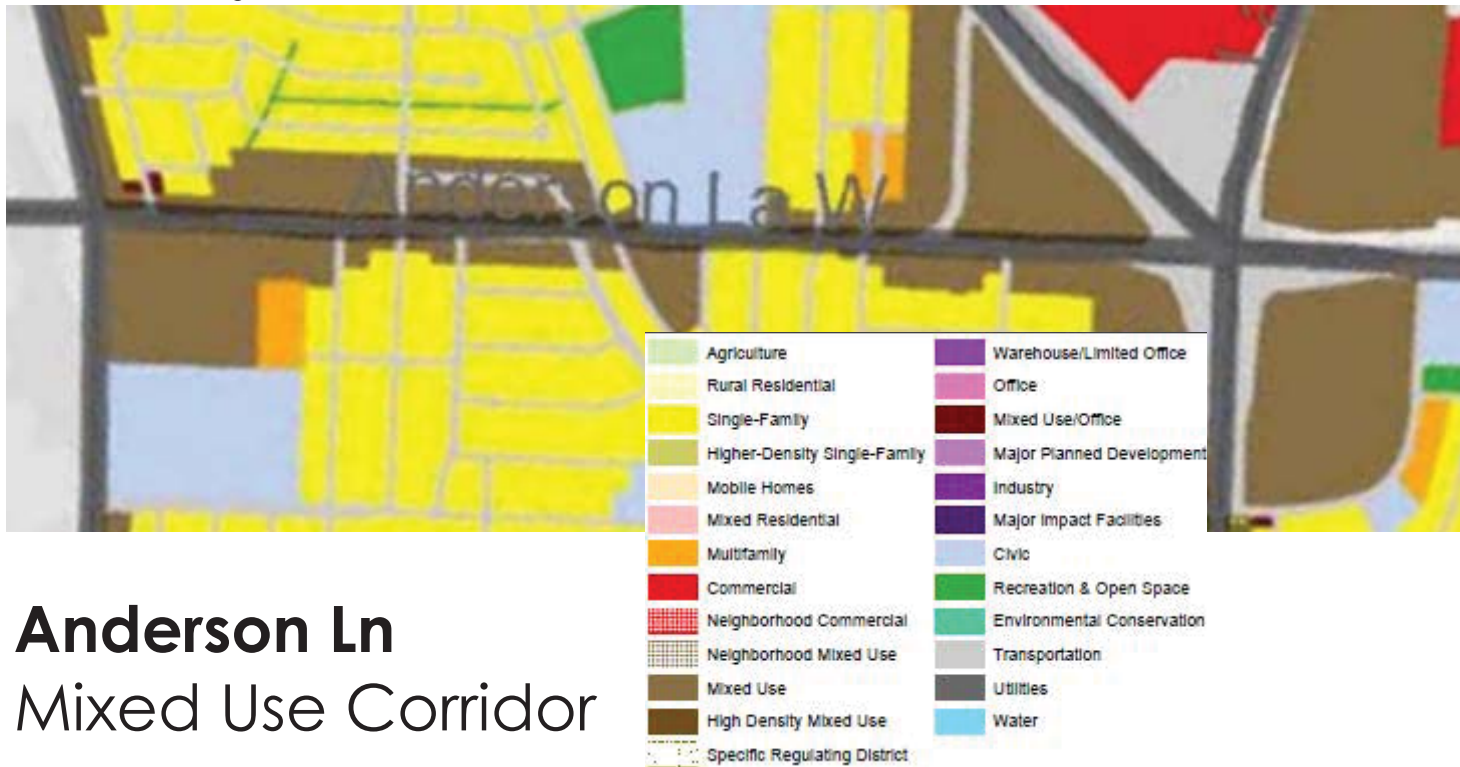 Anderson La W
Agriculture
Rural Residential
Single-Family
Higher-Density Single-Family
Mobile Homes
Mixed Residential
Multifamily
Commercial
Neighborhood Commercial
Neighborhood Mixed Use
Mixed Use
High Density Mixed Use
Specific Regulating District
Warehouse/Limited Office
Office
Mixed Use/Office
Major Planned Development
Industry
Major Impact Facilities
Civic
Recreation & Open Space
Environmental Conservation
Transportation
Utilities
Water
Anderson Ln
Mixed Use Corridor